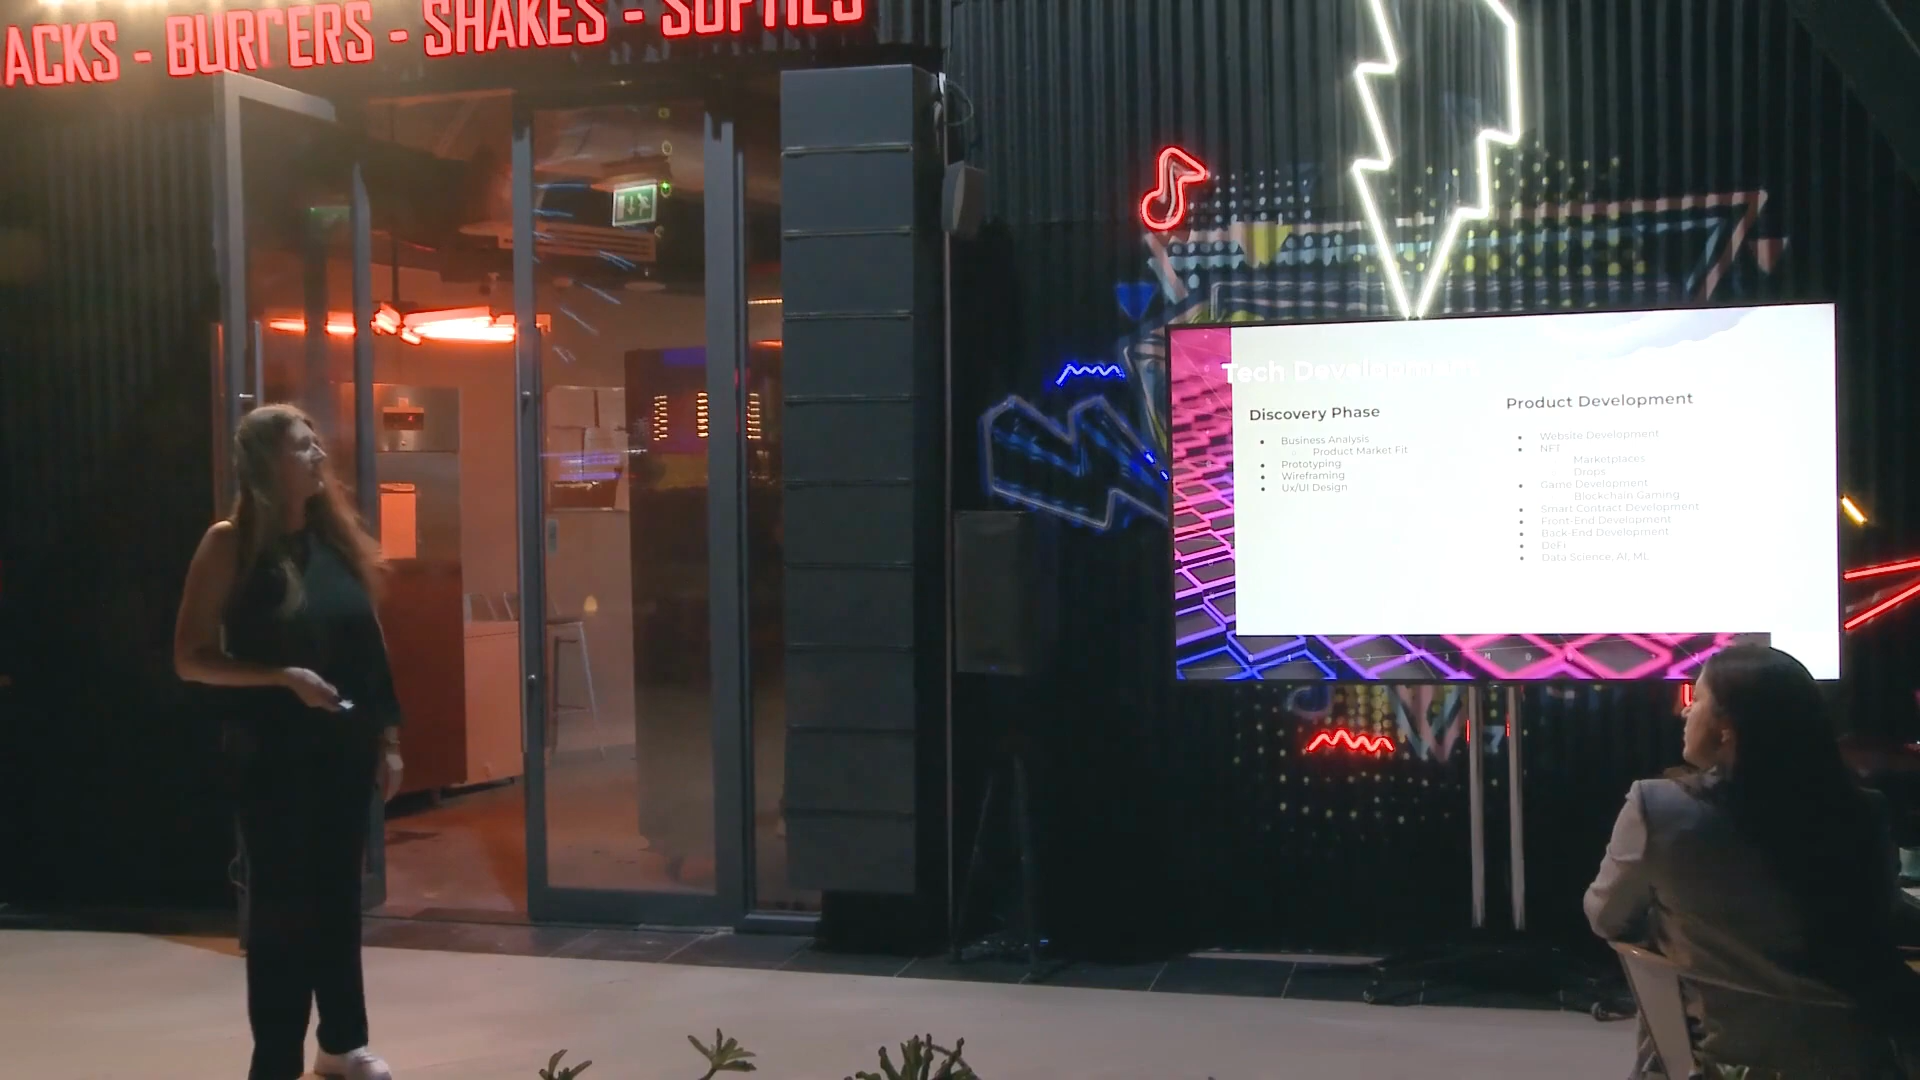 ACKS - BURGERS - SHAKES - SOFTIES
Tech Development
Discovery Phase
Business Analysis
Product Market Fit
Prototyping
Wireframing
Ux/UI Design
Product Development
Website Development
NFT
Marketplaces
Drops
Game Development
Blockchain Gaming
Smart Contract Development
Front-End Development
Back-End Development
DeFi
Data Science, AI, ML